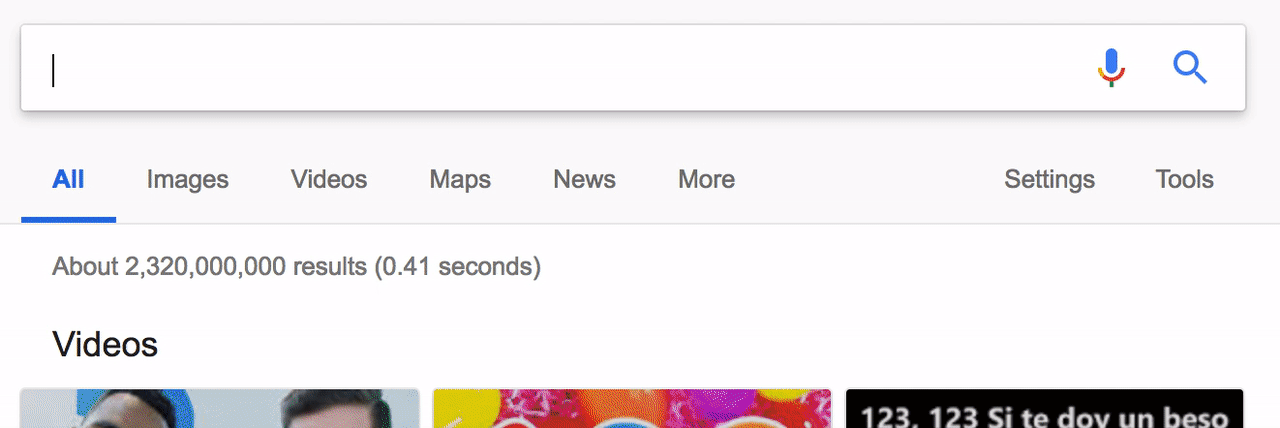 All Images Videos Maps News More Settings Tools
About 2,320,000,000 results (0.41 seconds)
Videos
123, 123 Si te doy un beso